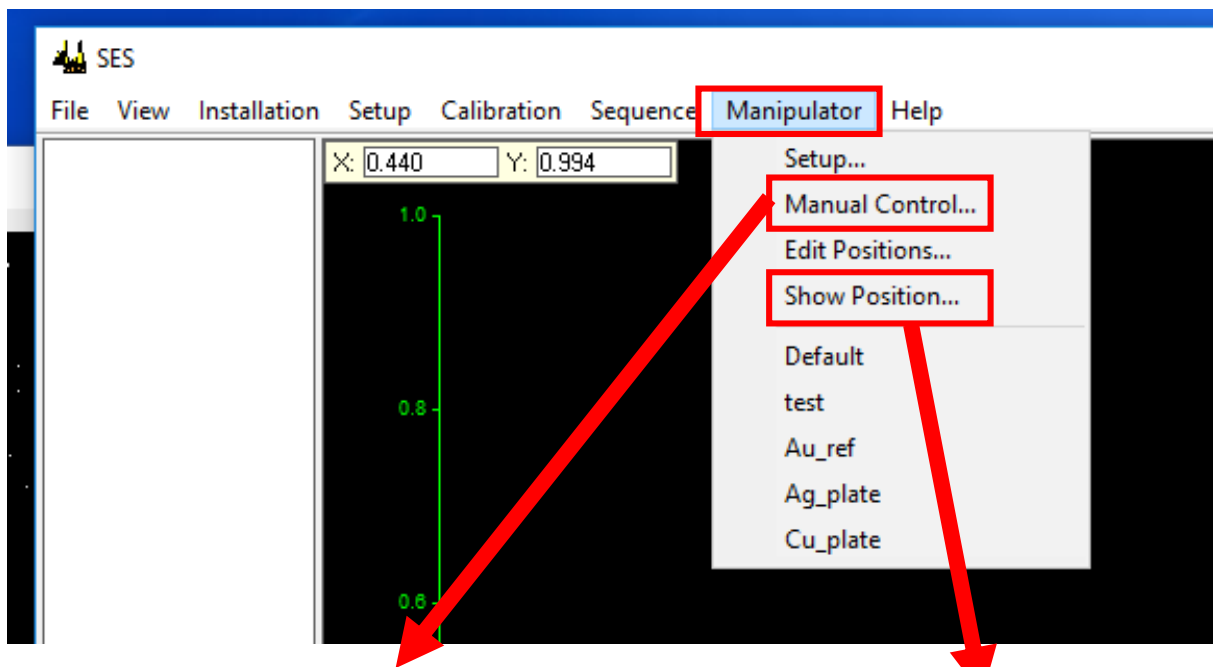 SES
File View Installation Setup Calibration Sequence Manipulator Help
X: 0.440 Y: 0.994
Setup...
Manual Control...
Edit Positions...
Show Position...
Default
test
Au_ref
Ag_plate
Cu_plate
1.0
0.8
0.6